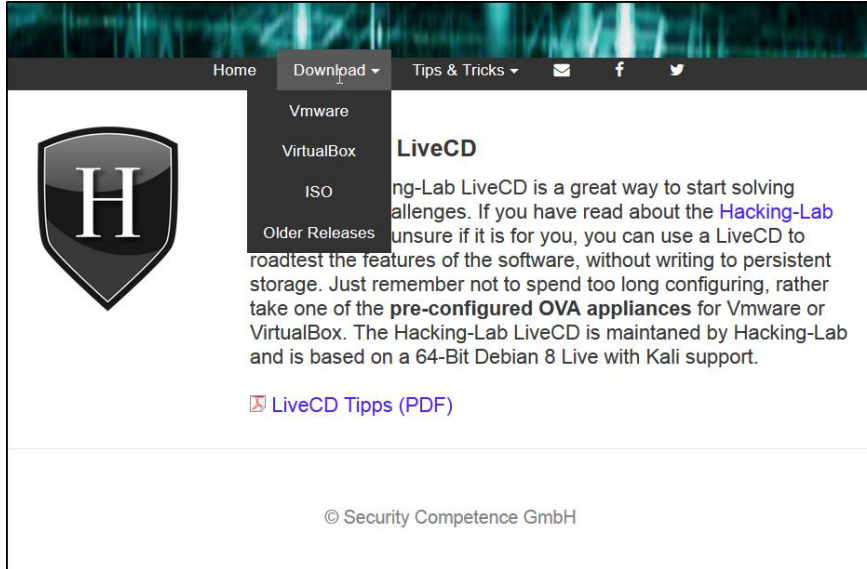 Home Download Tips & Tricks
Vmware
VirtualBox
ISO
Older Releases
H
LiveCD
ng-Lab LiveCD is a great way to start solving
allenges. If you have read about the Hacking-Lab
unsure if it is for you, you can use a LiveCD to
roadtest the features of the software, without writing to persistent
storage. Just remember not to spend too long configuring, rather
take one of the pre-configured OVA appliances for Vmware or
VirtualBox. The Hacking-Lab LiveCD is maintaned by Hacking-Lab
and is based on a 64-Bit Debian 8 Live with Kali support.
LiveCD Tipps (PDF)
© Security Competence GmbH